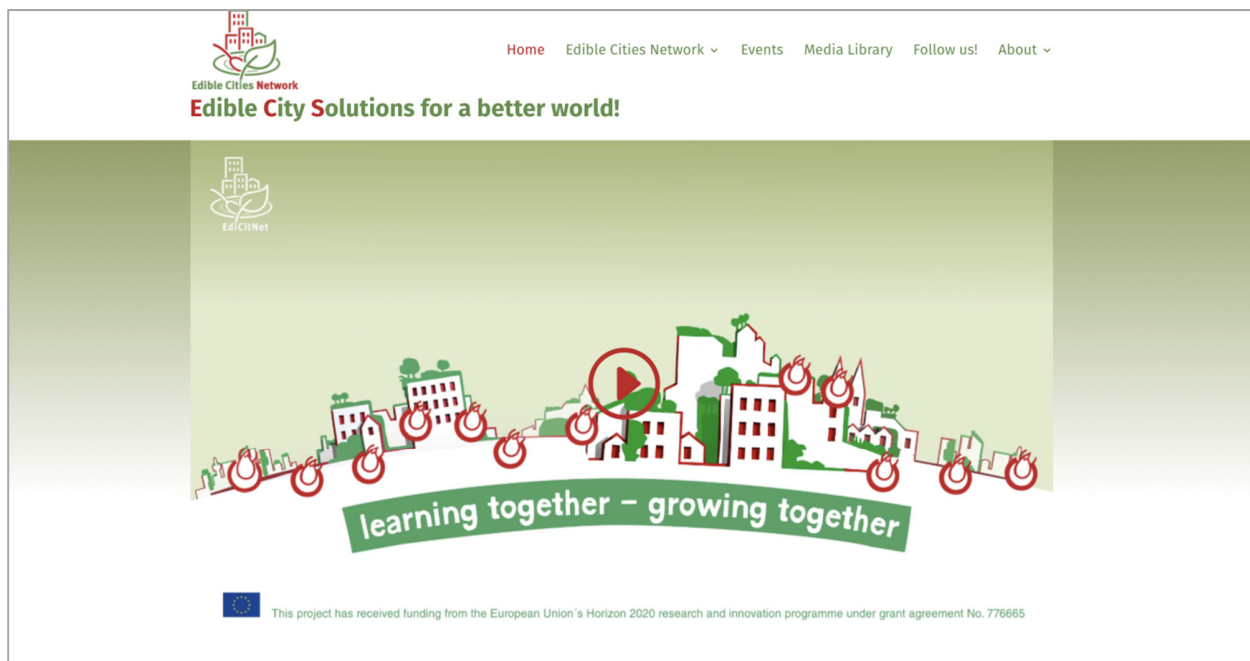 Edible Cities Network
Home Edible Cities Network Events Media Library Follow us! About
Edible City Solutions for a better world!
EdiCitNet
learning together – growing together
This project has received funding from the European Union´s Horizon 2020 research and innovation programme under grant agreement No. 776665